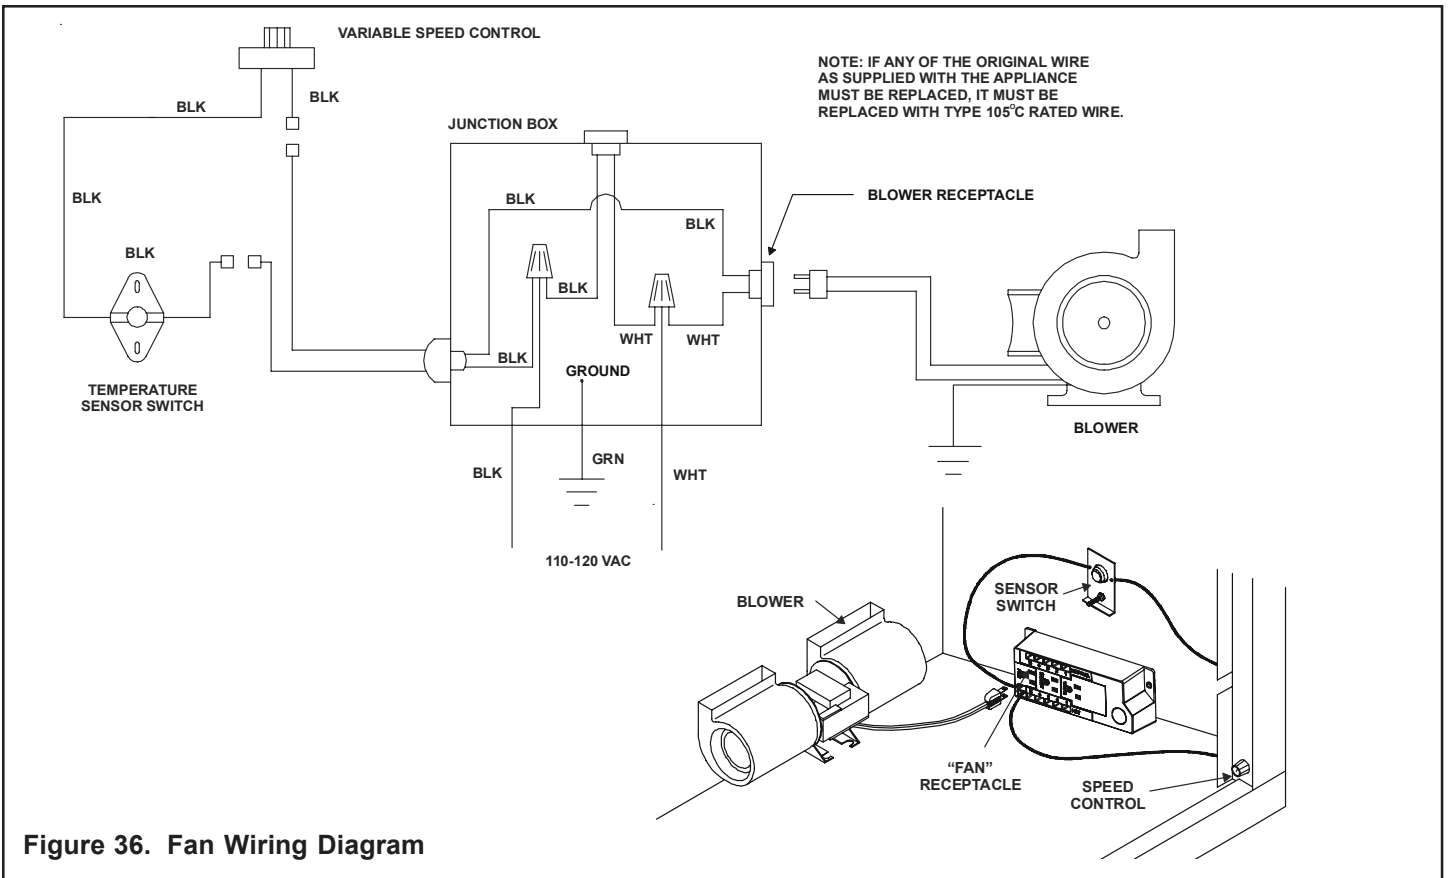 VARIABLE SPEED CONTROL
NOTE: IF ANY OF THE ORIGINAL WIRE
AS SUPPLIED WITH THE APPLIANCE
MUST BE REPLACED, IT MUST BE
REPLACED WITH TYPE 105°C RATED WIRE.
BLK
BLK
JUNCTION BOX
BLK
BLK
BLOWER RECEPTACLE
BLK
BLK
BLK
BLK
WHT
WHT
BLK
GROUND
TEMPERATURE
SENSOR SWITCH
BLOWER
GRN
BLK
WHT
110-120 VAC
BLOWER
SENSOR
SWITCH
"FAN"
RECEPTACLE
SPEED
CONTROL
Figure 36. Fan Wiring Diagram